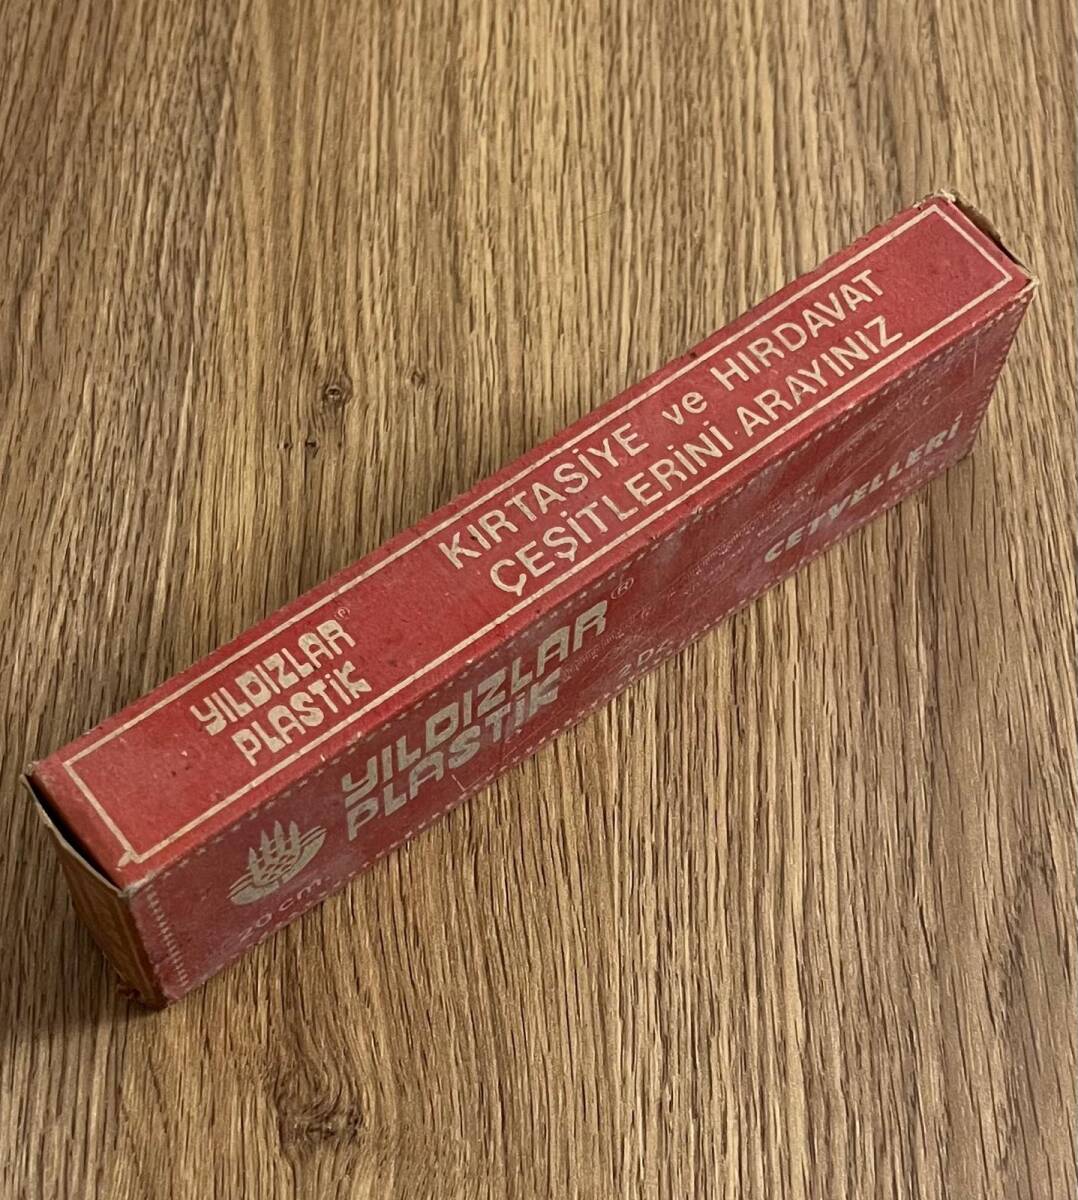 YILDIZLAR®
PLASTİK
KIRTASİYE ve HIRDAVAT
ÇEŞİTLERİNİ ARAYINIZ
YILDIZLAR®
PLASTİK
20 cm.
CETVELLERİ